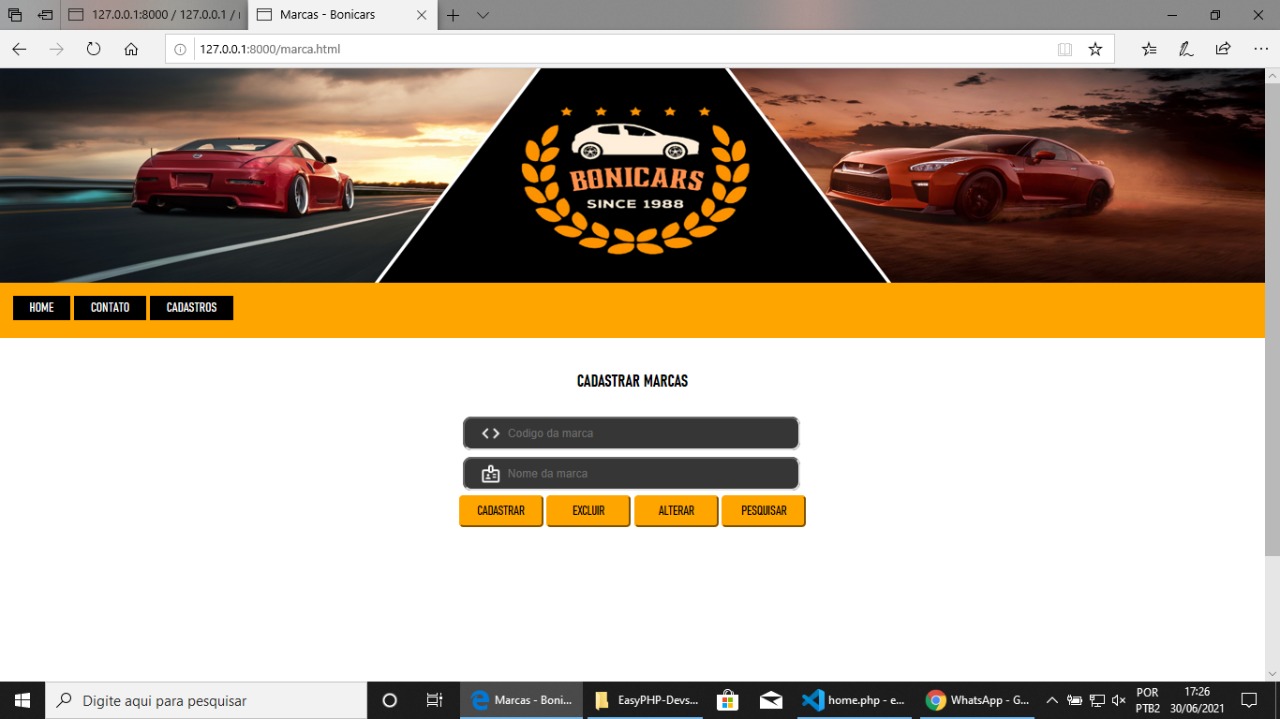 127.0.0.1:8000 / 127.0.0.1 / 
Marcas - Bonicars
127.0.0.1:8000/marca.html
BONICARS
SINCE 1988
HOME
CONTATO
CADASTROS
CADASTRAR MARCAS
Codigo da marca
Nome da marca
CADASTRAR
EXCLUIR
ALTERAR
PESQUISAR
Digite aqui para pesquisar
Marcas - Boni...
EasyPHP-Devs...
home.php - e...
WhatsApp - G...
POR
PTB2
17:26
30/06/2021